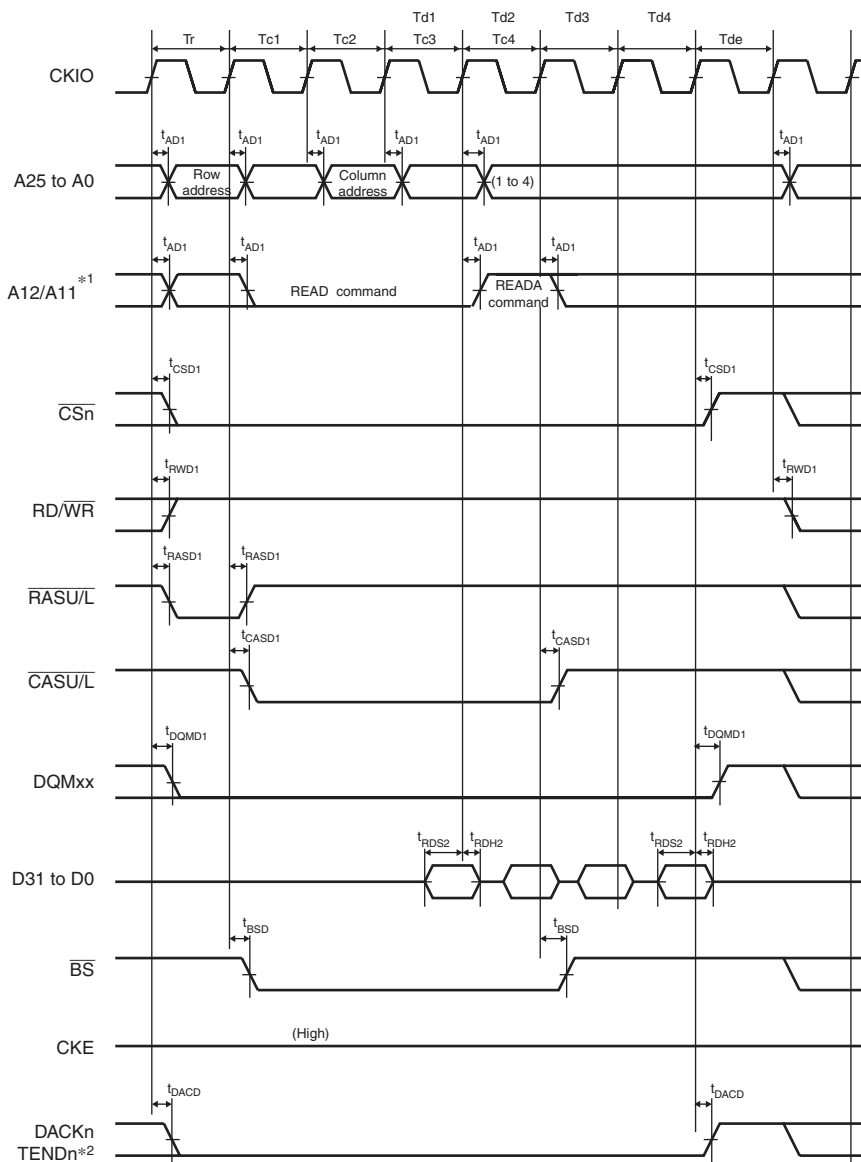 Td1 Td2 Td3 Td4
Tr Tc1 Tc2 Tc3 Tc4 Tde
CKIO
tAD1 tAD1 tAD1 tAD1 tAD1 tAD1
A25 to A0
Row address
Column address
(1 to 4)
tAD1 tAD1 tAD1 tAD1
A12/A11*1
READ command
READA command
tCSD1 tCSD1
CSn
tRWD1 tRWD1
RD/WR
tRASD1 tRASD1
RASU/L
tCASD1 tCASD1
CASU/L
tDQMD1 tDQMD1
DQMxx
tRDS2 tRDH2 tRDS2 tRDH2
D31 to D0
tBSD tBSD
BS
(High)
CKE
tDACD tDACD
DACKn
TENDn*2